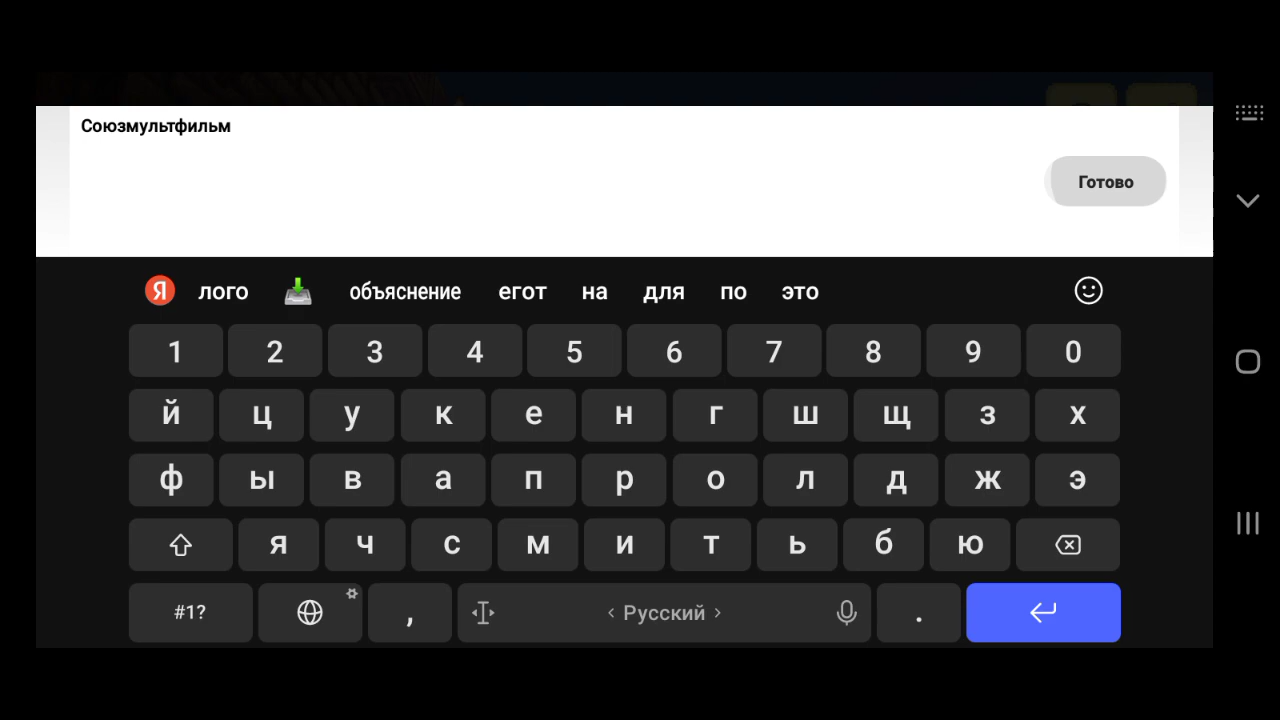 Союзмультфильм
Готово
Я лого объяснение егот на для по это
1 2 3 4 5 6 7 8 9 0
й ц у к е н г ш щ з х
ф ы в а п р о л д ж э
я ч с м и т ь б ю
#1? , Русский .